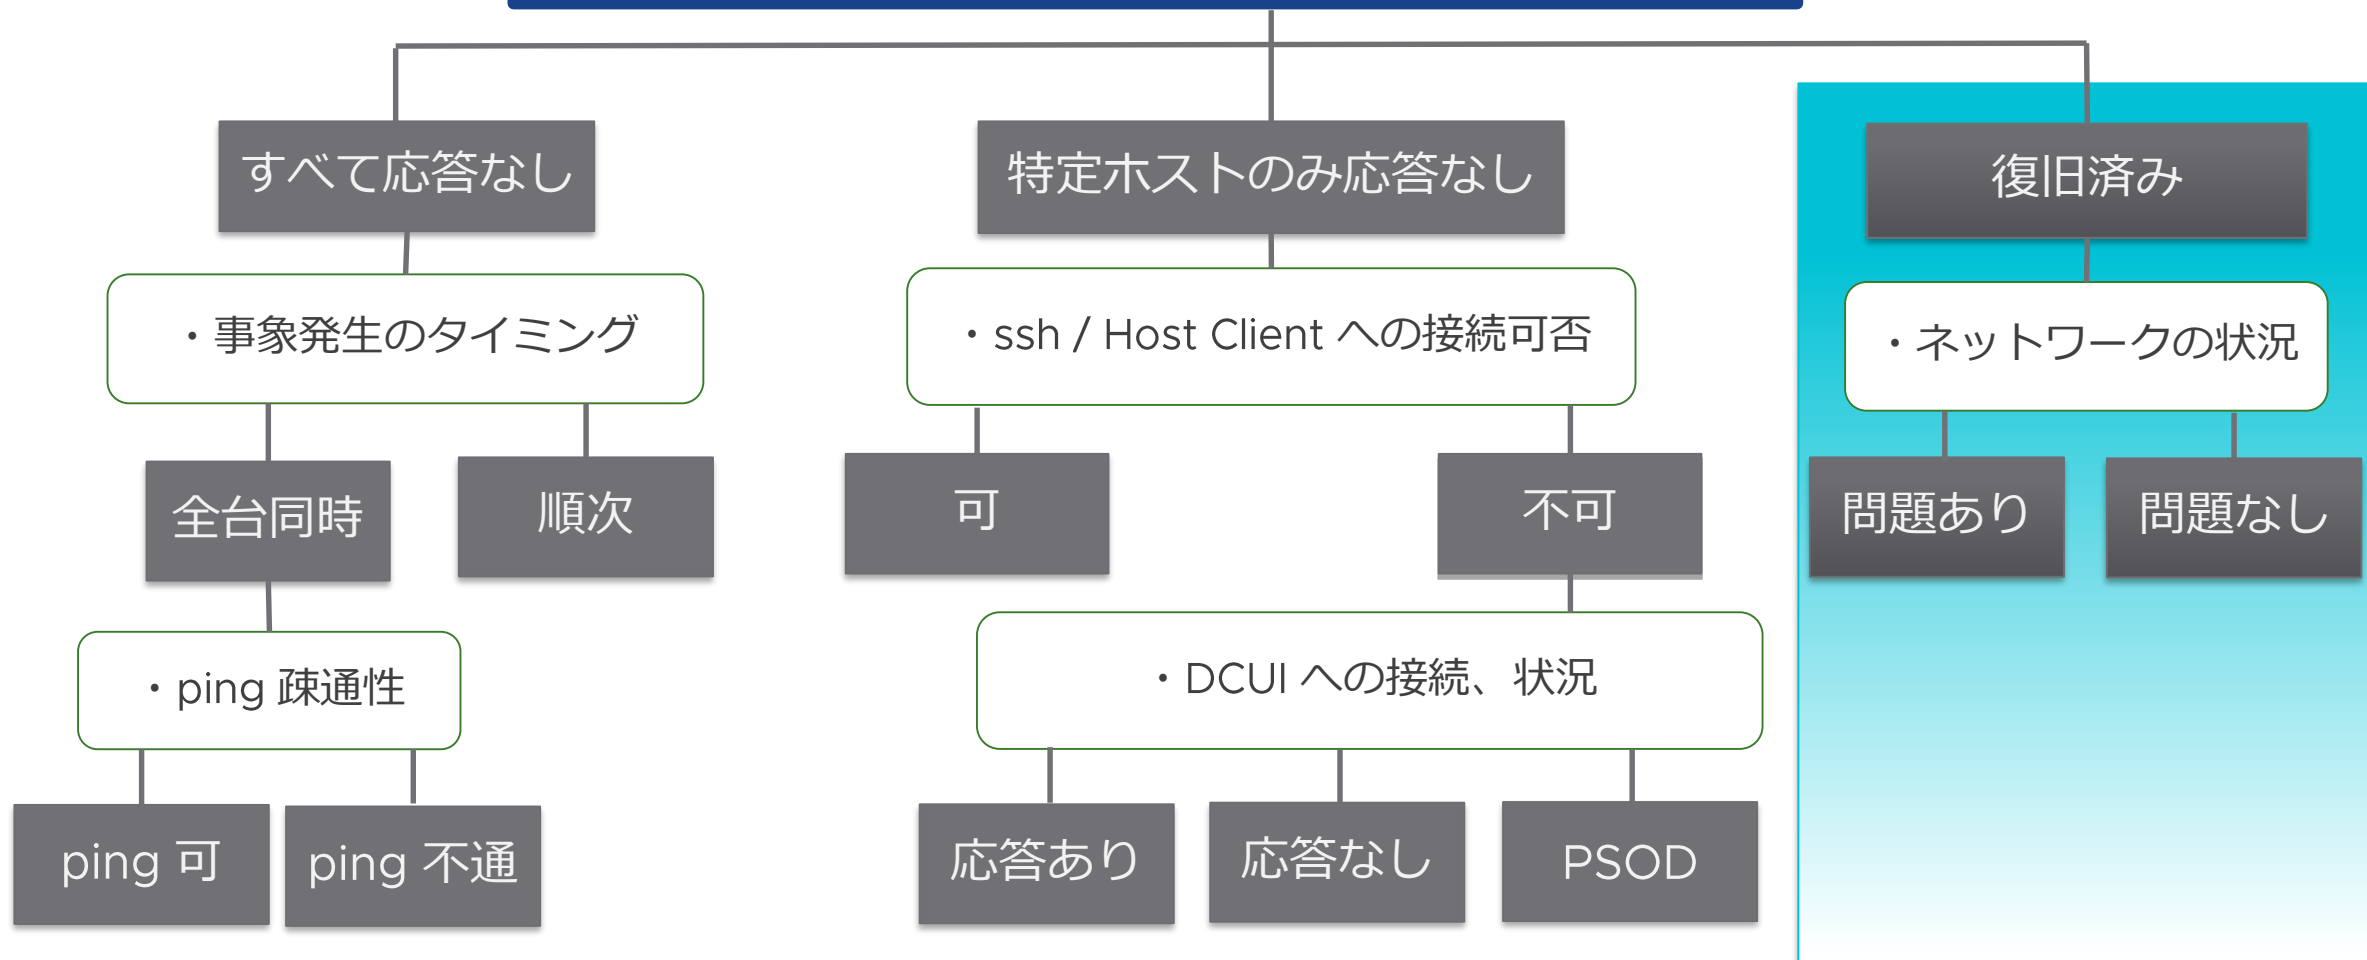 すべて応答なし
特定ホストのみ応答なし
復旧済み
・事象発生のタイミング
・ssh / Host Client への接続可否
・ネットワークの状況
全台同時
順次
可
不可
問題あり
問題なし
・ping 疎通性
・DCUI への接続、状況
ping 可
ping 不通
応答あり
応答なし
PSOD